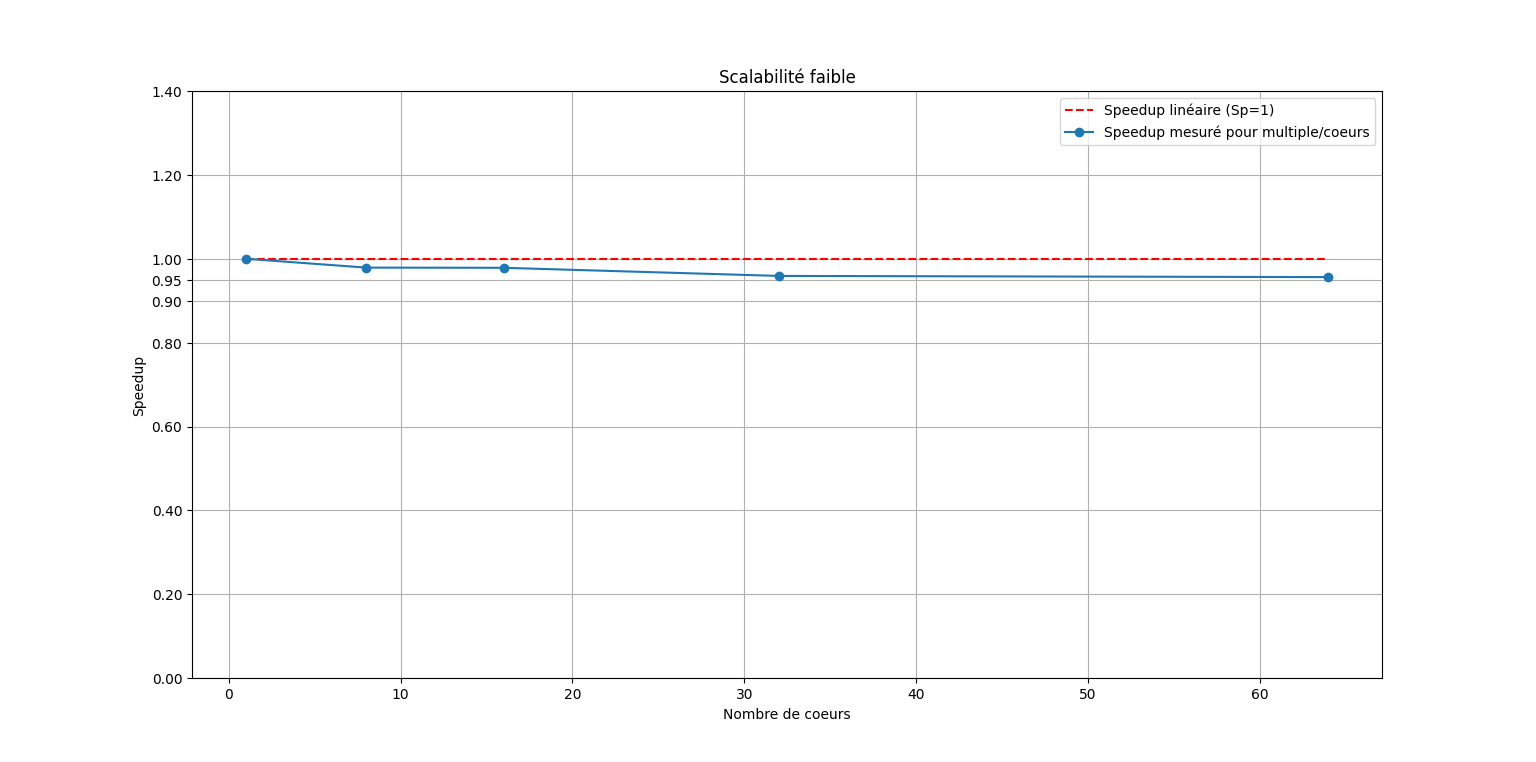 Scalabilité faible
Speedup linéaire (Sp=1)
Speedup mesuré pour multiple/coeurs
1.40
1.20
1.00
0.95
0.90
0.80
0.60
0.40
0.20
0.00
Speedup
0 10 20 30 40 50 60
Nombre de coeurs